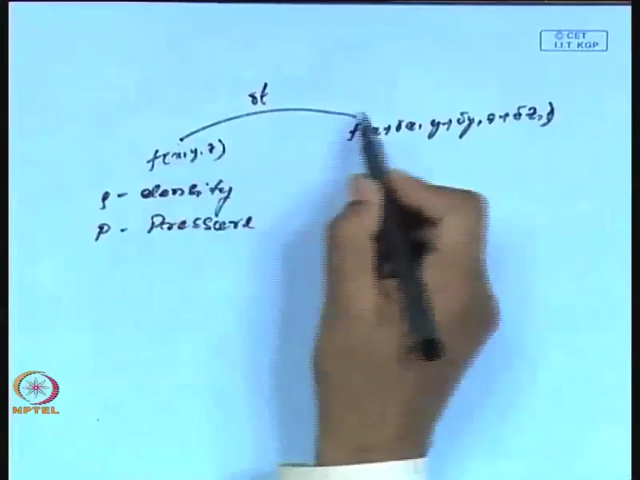 © CET
I.I.T KGP
δt
f(x+δx, y+δy, z+δz,
f(x,y,z)
ρ - density
p - Pressure
NPTEL